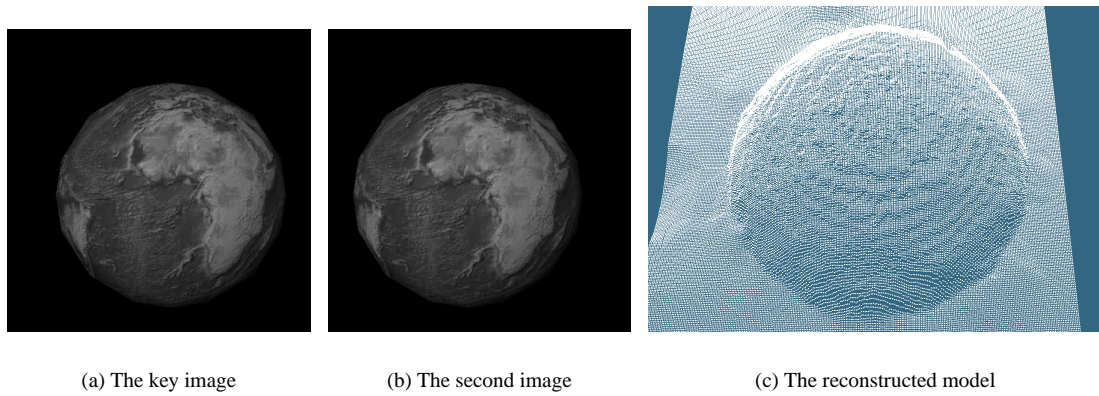 (a) The key image
(b) The second image
(c) The reconstructed model